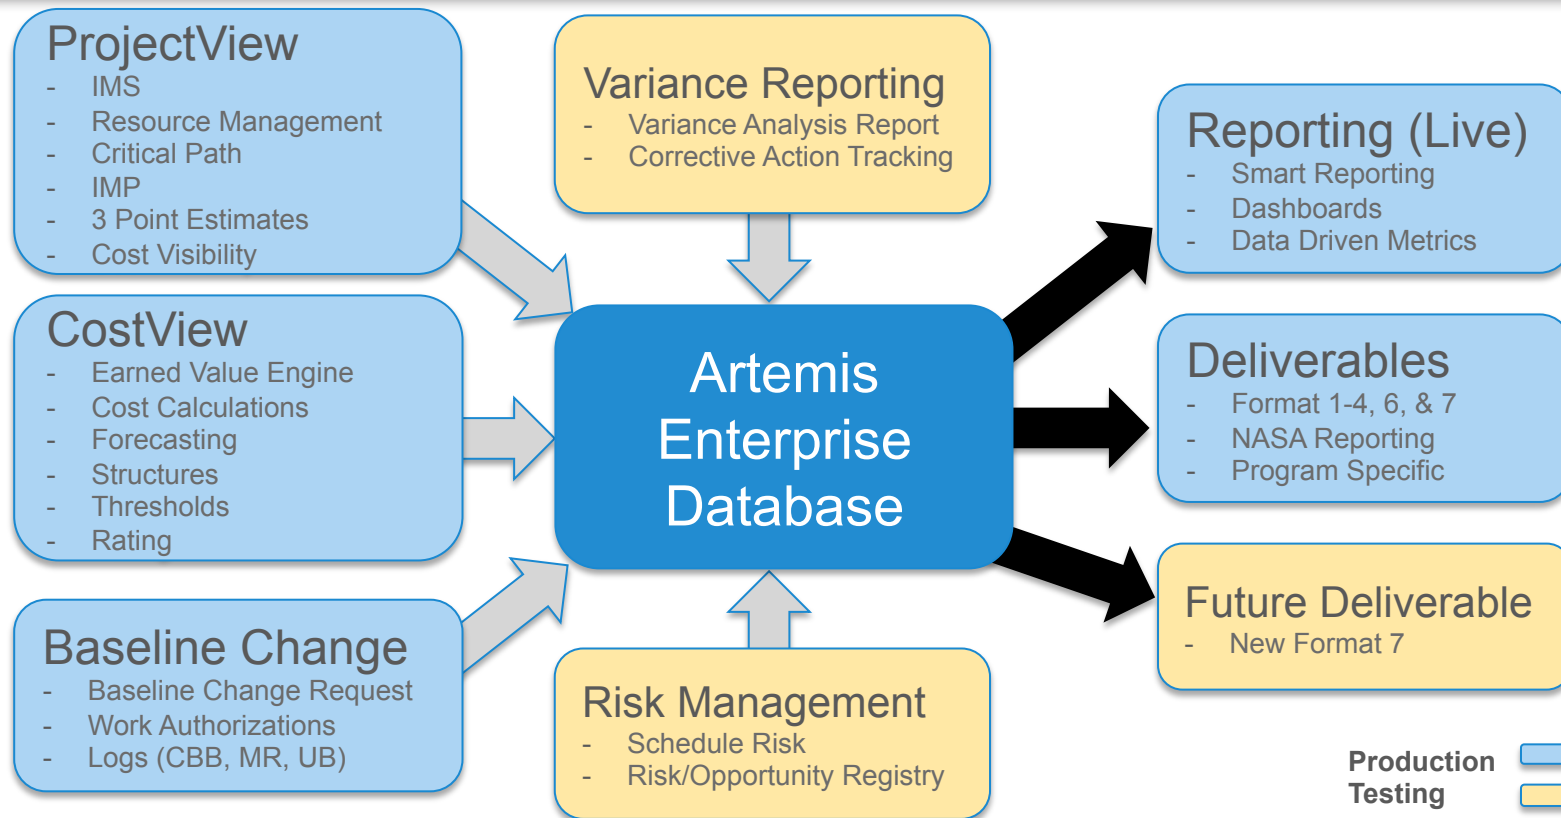 ProjectView
- IMS
- Resource Management
- Critical Path
- IMP
- 3 Point Estimates
- Cost Visibility
CostView
- Earned Value Engine
- Cost Calculations
- Forecasting
- Structures
- Thresholds
- Rating
Baseline Change
- Baseline Change Request
- Work Authorizations
- Logs (CBB, MR, UB)
Variance Reporting
- Variance Analysis Report
- Corrective Action Tracking
Artemis
Enterprise
Database
Risk Management
- Schedule Risk
- Risk/Opportunity Registry
Reporting (Live)
- Smart Reporting
- Dashboards
- Data Driven Metrics
Deliverables
- Format 1-4, 6, & 7
- NASA Reporting
- Program Specific
Future Deliverable
- New Format 7
Production
Testing